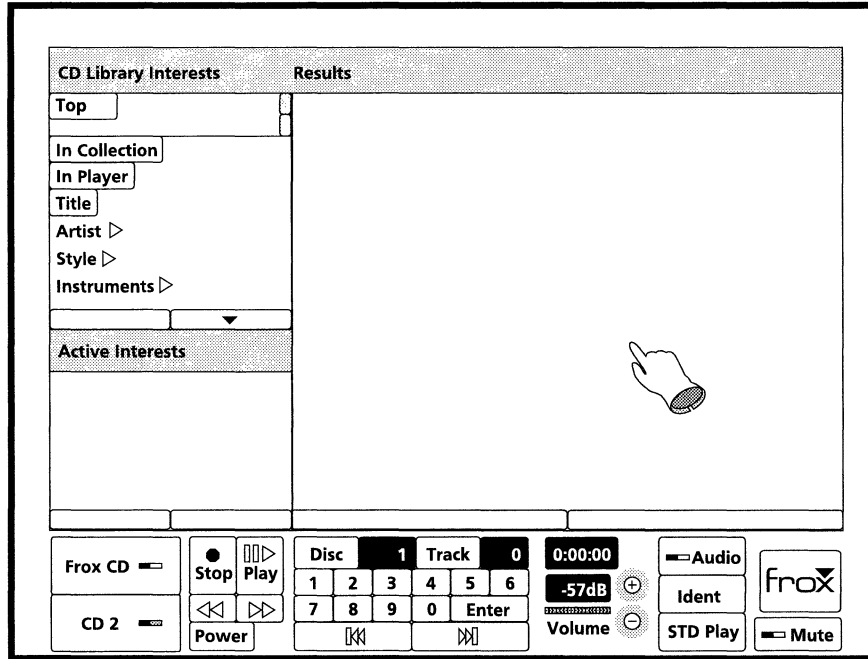 CD Library Interests Results
Top
In Collection
In Player
Title
Artist
Style
Instruments
Active Interests
Frox CD
Stop Play
Disc 1 Track 0
0:00:00
Audio
1 2 3 4 5 6
-57dB
Ident
frox
CD 2
7 8 9 0 Enter
Power
Volume
STD Play
Mute